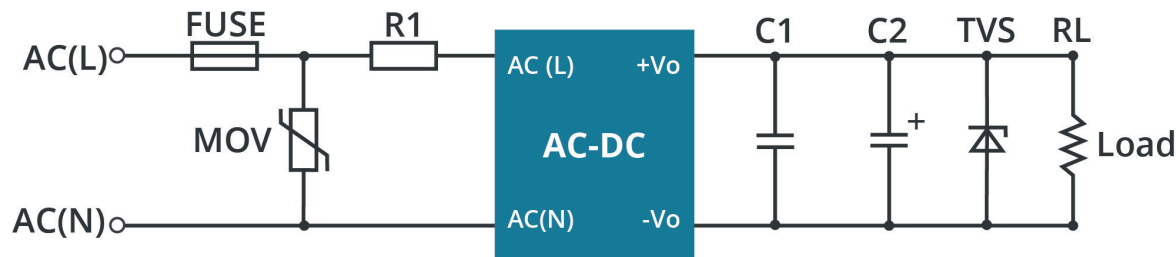 FUSE
R1
C1
C2
TVS
RL
AC(L)
AC (L)
+Vo
MOV
AC-DC
+
Load
AC(N)
AC(N)
-Vo